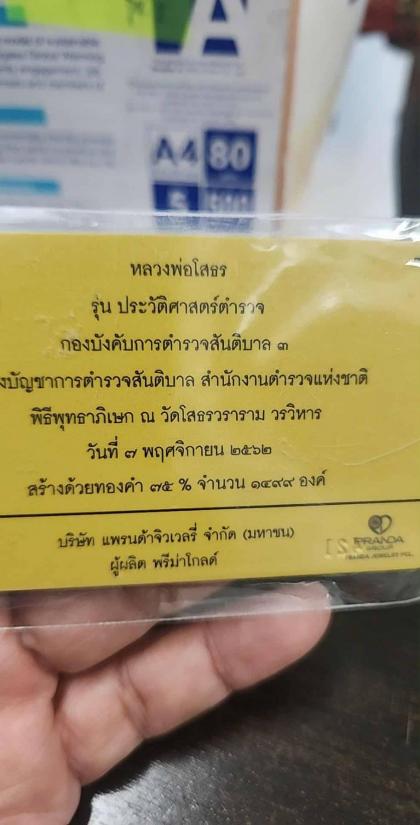 A4 80
หลวงพ่อโสธร
รุ่น ประวัติศาสตร์ตำรวจ
กองบังคับการตำรวจสันติบาล ๓
งบัญชาการตำรวจสันติบาล สำนักงานตำรวจแห่งชาติ
พิธีพุทธาภิเษก ณ วัดโสธรวราราม วรวิหาร
วันที่ ๗ พฤศจิกายน ๒๕๖๒
สร้างด้วยทองคำ ๗๕ % จำนวน ๑๔๙๙ องค์
บริษัท แพรนด้าจิวเวลรี่ จำกัด (มหาชน)
ผู้ผลิต พรีม่าโกลด์
PRANDA
GROUP
PRANDA JEWELRY PCL.